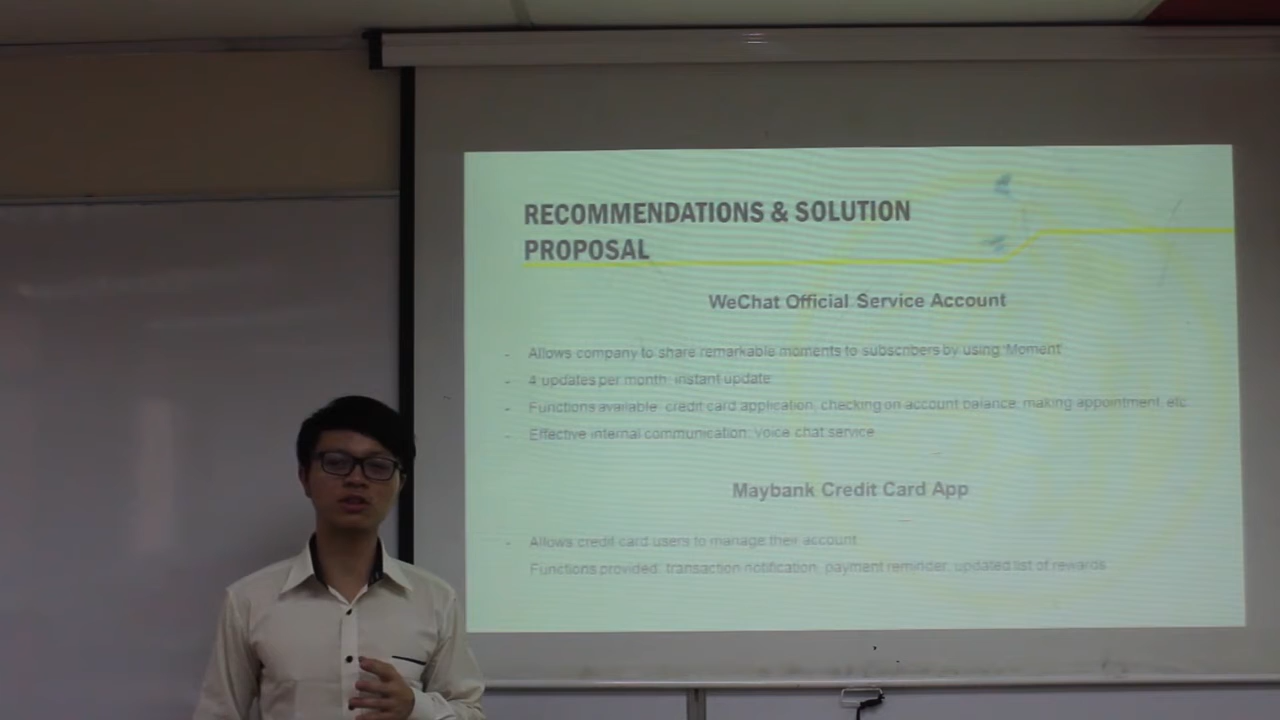 RECOMMENDATIONS & SOLUTION
PROPOSAL
WeChat Official Service Account
- Allows company to share remarkable moments to subscribers by using 'Moment'
- 4 updates per month: instant update
- Functions available: credit card application, checking on account balance, making appointment, etc
- Effective internal communication: Voice chat service
Maybank Credit Card App
- Allows credit card users to manage their account
Functions provided: transaction notification, payment reminder, updated list of rewards